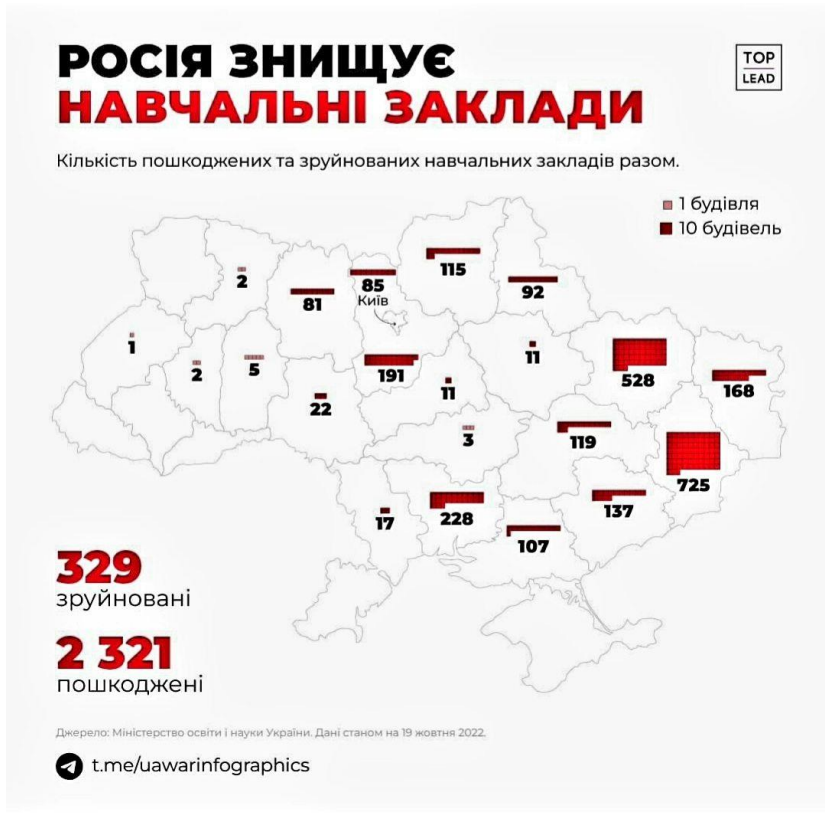 РОСІЯ ЗНИЩУЄ
НАВЧАЛЬНІ ЗАКЛАДИ
TOP
LEAD
Кількість пошкоджених та зруйнованих навчальних закладів разом.
1 будівля
10 будівель
2
81
85
Київ
115
92
1
2
5
22
191
11
11
528
168
3
119
725
17
228
107
137
329
зруйновані
2 321
пошкоджені
Джерело: Міністерство освіти і науки України. Дані станом на 19 жовтня 2022.
t.me/uawarinfographics